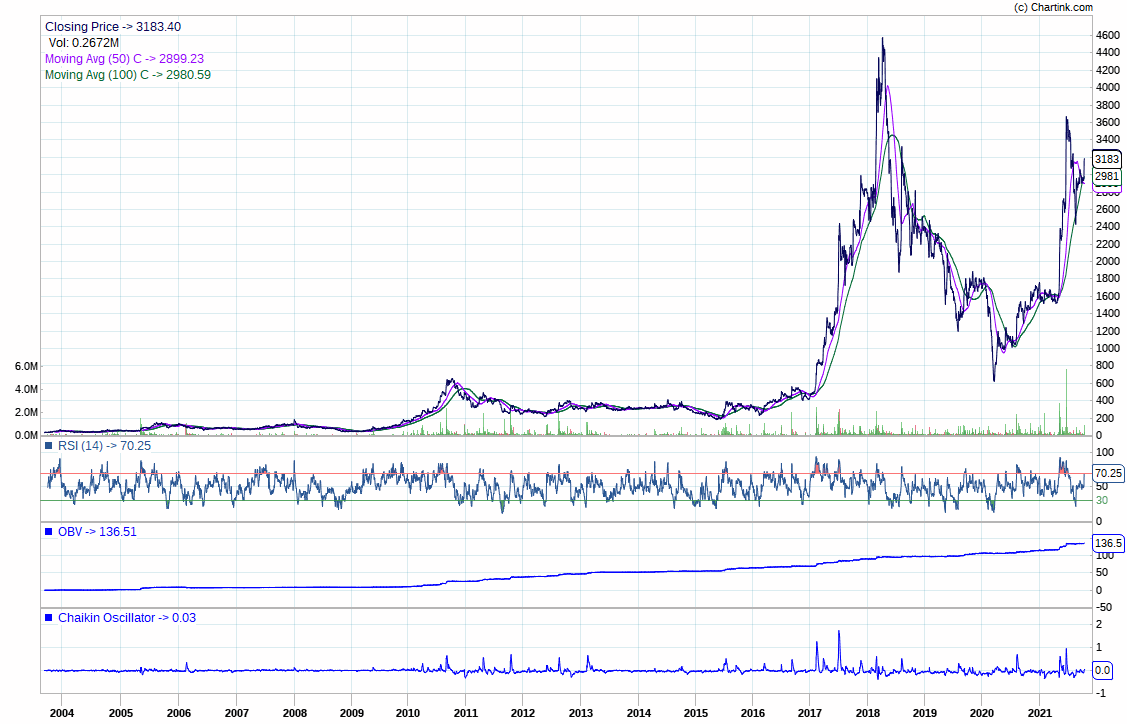 (c) Chartink.com
Closing Price -> 3183.40
Vol: 0.2672M
Moving Avg (50) C -> 2899.23
Moving Avg (100) C -> 2980.59
4600
4400
4200
4000
3800
3600
3400
3183
2981
2800
2600
2400
2200
2000
1800
1600
1400
1200
1000
800
600
400
200
0
6.0M
4.0M
2.0M
0.0M
RSI (14) -> 70.25
100
70.25
50
30
0
OBV -> 136.51
136.5
100
50
0
-50
Chaikin Oscillator -> 0.03
2
1
0.0
-1
2004 2005 2006 2007 2008 2009 2010 2011 2012 2013 2014 2015 2016 2017 2018 2019 2020 2021